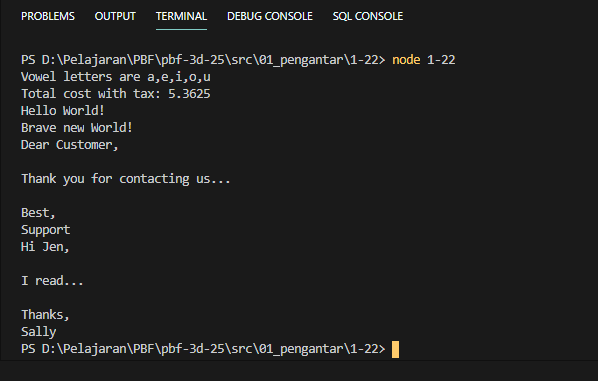 PROBLEMS OUTPUT TERMINAL DEBUG CONSOLE SQL CONSOLE
PS D:\Pelajaran\PBF\pbf-3d-25\src\01_pengantar\1-22> node 1-22
Vowel letters are a,e,i,o,u
Total cost with tax: 5.3625
Hello World!
Brave new World!
Dear Customer,
Thank you for contacting us...
Best,
Support
Hi Jen,
I read...
Thanks,
Sally
PS D:\Pelajaran\PBF\pbf-3d-25\src\01_pengantar\1-22>